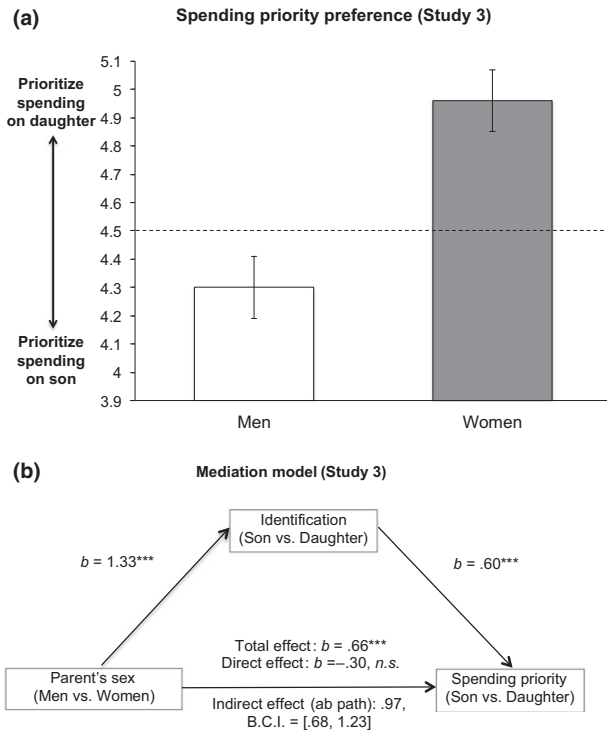 (a)
Spending priority preference (Study 3)
Prioritize
spending
on daughter
Prioritize
spending
on son
5.1
5
4.9
4.8
4.7
4.6
4.5
4.4
4.3
4.2
4.1
4
3.9
Men
Women
(b)
Mediation model (Study 3)
Identification
(Son vs. Daughter)
b = 1.33***
b = .60***
Total effect: b = .66***
Direct effect: b =–.30, n.s.
Parent's sex
(Men vs. Women)
Spending priority
(Son vs. Daughter)
Indirect effect (ab path): .97,
B.C.I. = [.68, 1.23]